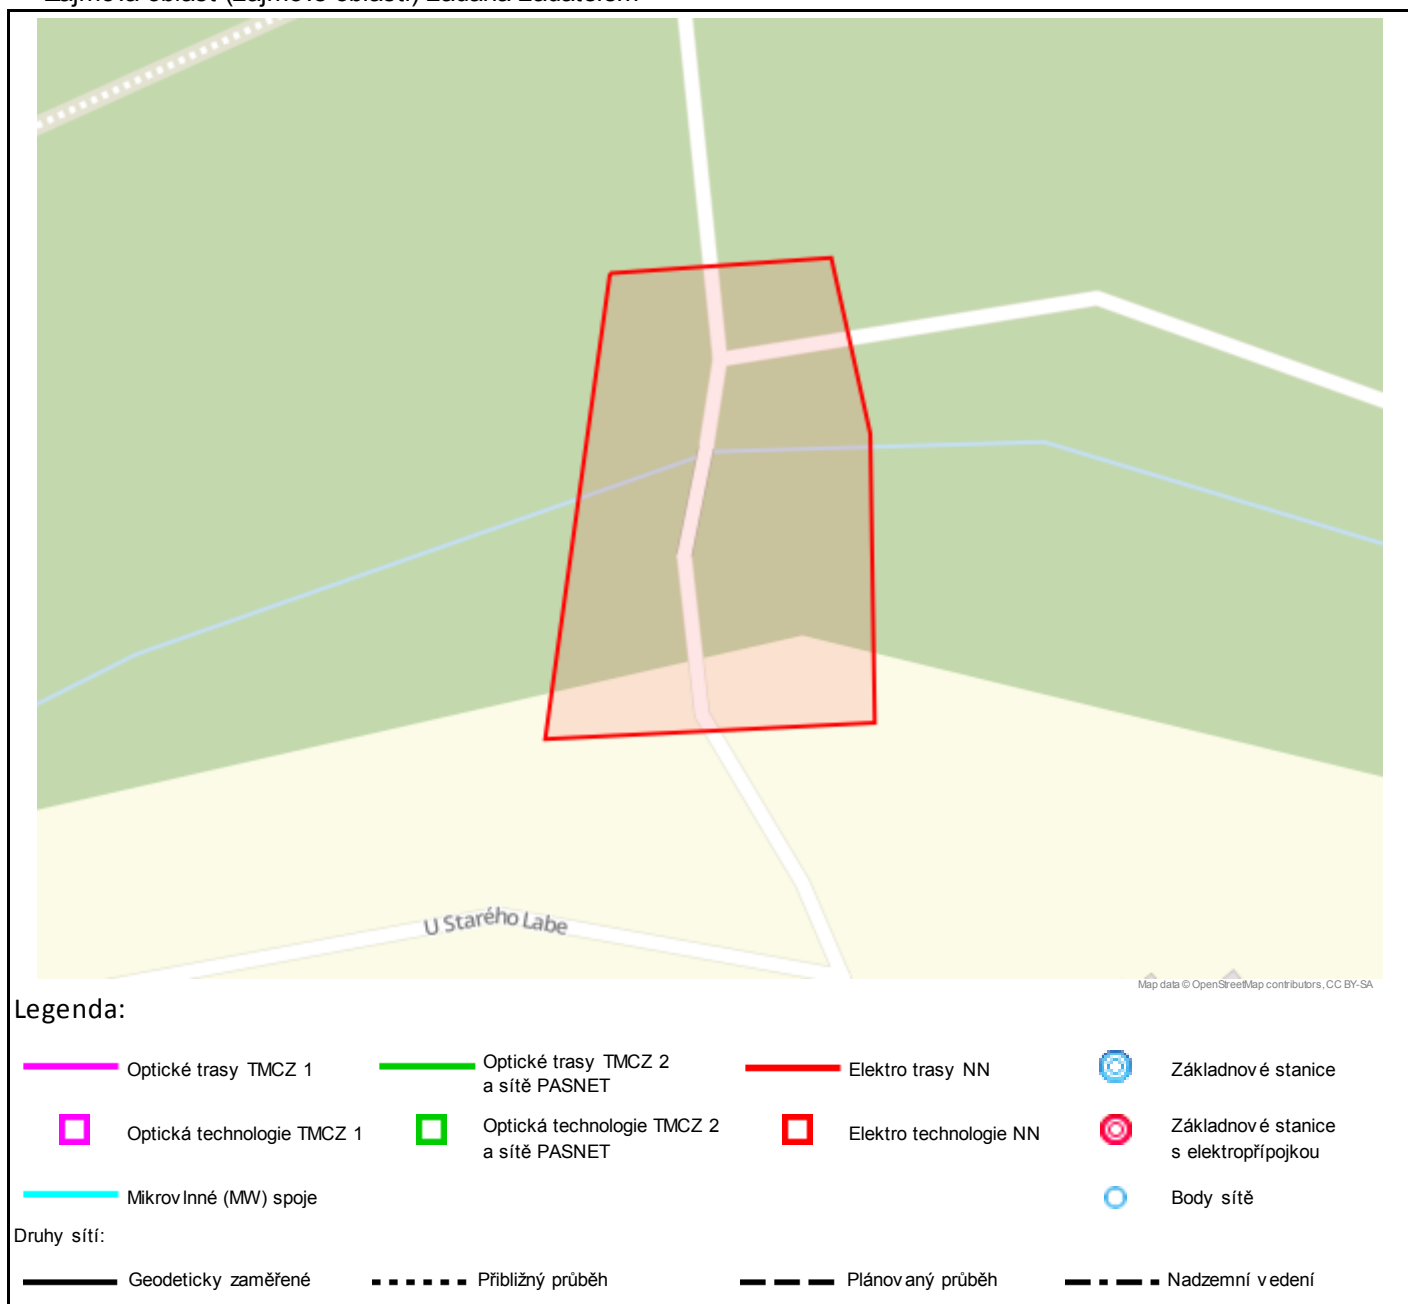 U Starého Labe
Map data © OpenStreetMap contributors, CC BY-SA
Legenda:
Optické trasy TMCZ 1
Optické trasy TMCZ 2
a sítě PASNET
Elektro trasy NN
Základnové stanice
Optická technologie TMCZ 1
Optická technologie TMCZ 2
a sítě PASNET
Elektro technologie NN
Základnové stanice
s elektropřípojkou
Mikrovlnné (MW) spoje
Body sítě
Druhy sítí:
Geodeticky zaměřené
Přibližný průběh
Plánovaný průběh
Nadzemní vedení